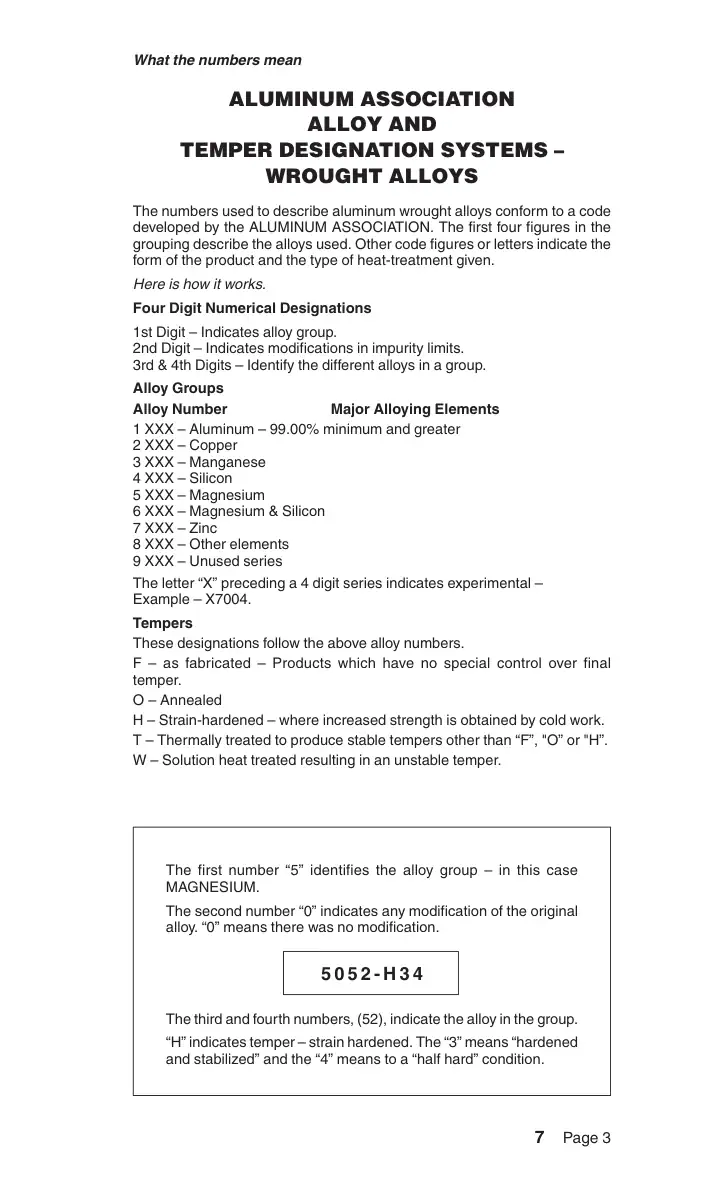 What the numbers mean
ALUMINUM ASSOCIATION
ALLOY AND
TEMPER DESIGNATION SYSTEMS –
WROUGHT ALLOYS
The numbers used to describe aluminum wrought alloys conform to a code
developed by the ALUMINUM ASSOCIATION. The first four figures in the
grouping describe the alloys used. Other code figures or letters indicate the
form of the product and the type of heat-treatment given.
Here is how it works.
Four Digit Numerical Designations
1st Digit – Indicates alloy group.
2nd Digit – Indicates modifications in impurity limits.
3rd & 4th Digits – Identify the different alloys in a group.
Alloy Groups
Alloy Number Major Alloying Elements
1 XXX – Aluminum – 99.00% minimum and greater
2 XXX – Copper
3 XXX – Manganese
4 XXX – Silicon
5 XXX – Magnesium
6 XXX – Magnesium & Silicon
7 XXX – Zinc
8 XXX – Other elements
9 XXX – Unused series
The letter “X” preceding a 4 digit series indicates experimental –
Example – X7004.
Tempers
These designations follow the above alloy numbers.
F – as fabricated – Products which have no special control over final
temper.
O – Annealed
H – Strain-hardened – where increased strength is obtained by cold work.
T – Thermally treated to produce stable tempers other than “F”, "O” or "H”.
W – Solution heat treated resulting in an unstable temper.
The first number “5” identifies the alloy group – in this case
MAGNESIUM.
The second number “0” indicates any modification of the original
alloy. “0” means there was no modification.
5052-H34
The third and fourth numbers, (52), indicate the alloy in the group.
“H” indicates temper – strain hardened. The “3” means “hardened
and stabilized” and the “4” means to a “half hard” condition.
7 Page 3